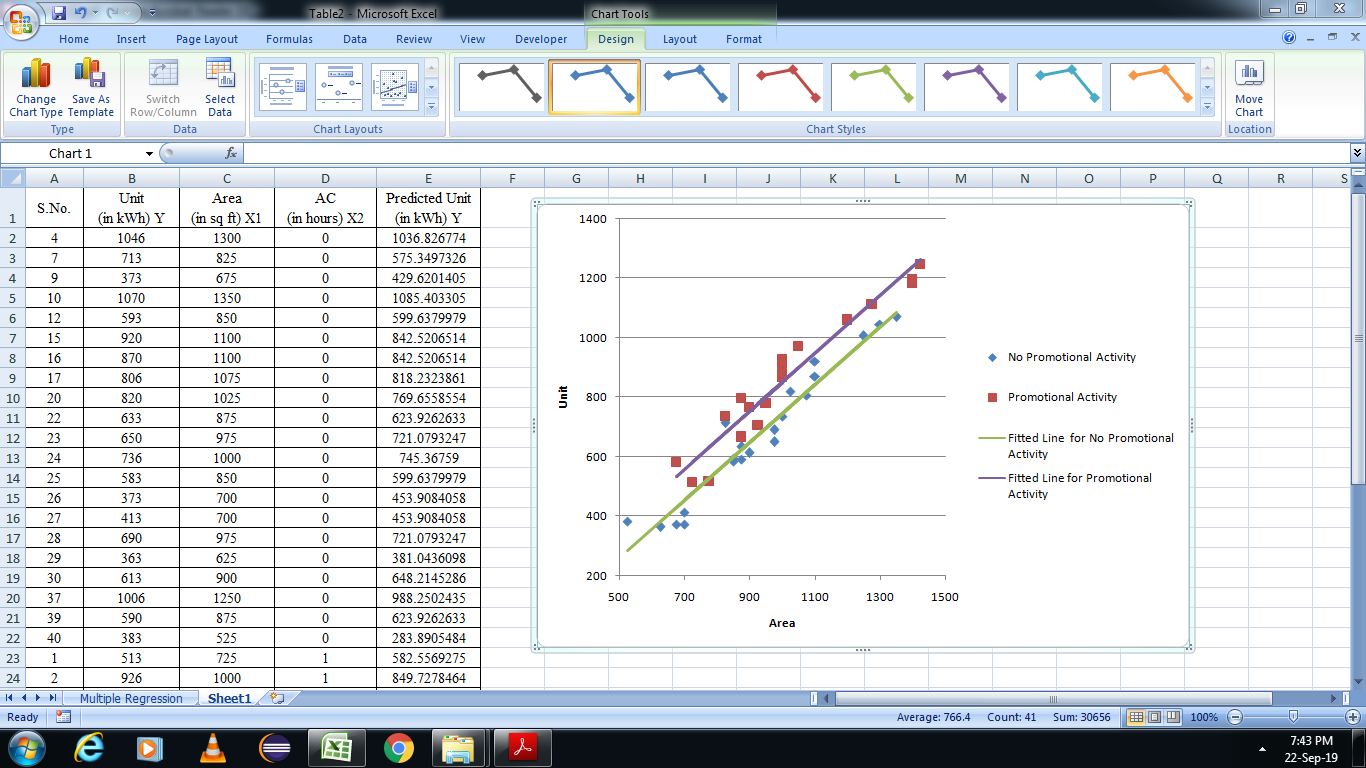 Table2 - Microsoft Excel
Chart Tools
Home Insert Page Layout Formulas Data Review View Developer Design Layout Format
Change Chart Type
Save As Template
Switch Row/Column
Select Data
Move Chart
Type Data Chart Layouts Chart Styles Location
Chart 1 fx
A B C D E F G H I J K L M N O P Q R S
1 S.No. Unit (in kWh) Y Area (in sq ft) X1 AC (in hours) X2 Predicted Unit (in kWh) Y
2 4 1046 1300 0 1036.826774
3 7 713 825 0 575.3497326
4 9 373 675 0 429.6201405
5 10 1070 1350 0 1085.403305
6 12 593 850 0 599.6379979
7 15 920 1100 0 842.5206514
8 16 870 1100 0 842.5206514
9 17 806 1075 0 818.2323861
10 20 820 1025 0 769.6558554
11 22 633 875 0 623.9262633
12 23 650 975 0 721.0793247
13 24 736 1000 0 745.36759
14 25 583 850 0 599.6379979
15 26 373 700 0 453.9084058
16 27 413 700 0 453.9084058
17 28 690 975 0 721.0793247
18 29 363 625 0 381.0436098
19 30 613 900 0 648.2145286
20 37 1006 1250 0 988.2502435
21 39 590 875 0 623.9262633
22 40 383 525 0 283.8905484
23 1 513 725 1 582.5569275
24 2 926 1000 1 849.7278464
1400
1200
1000
800
600
400
200
500 700 900 1100 1300 1500
Unit
Area
No Promotional Activity
Promotional Activity
Fitted Line for No Promotional
Activity
Fitted Line for Promotional
Activity
Multiple Regression Sheet1
Ready Average: 766.4 Count: 41 Sum: 30656 100%
7:43 PM
22-Sep-19